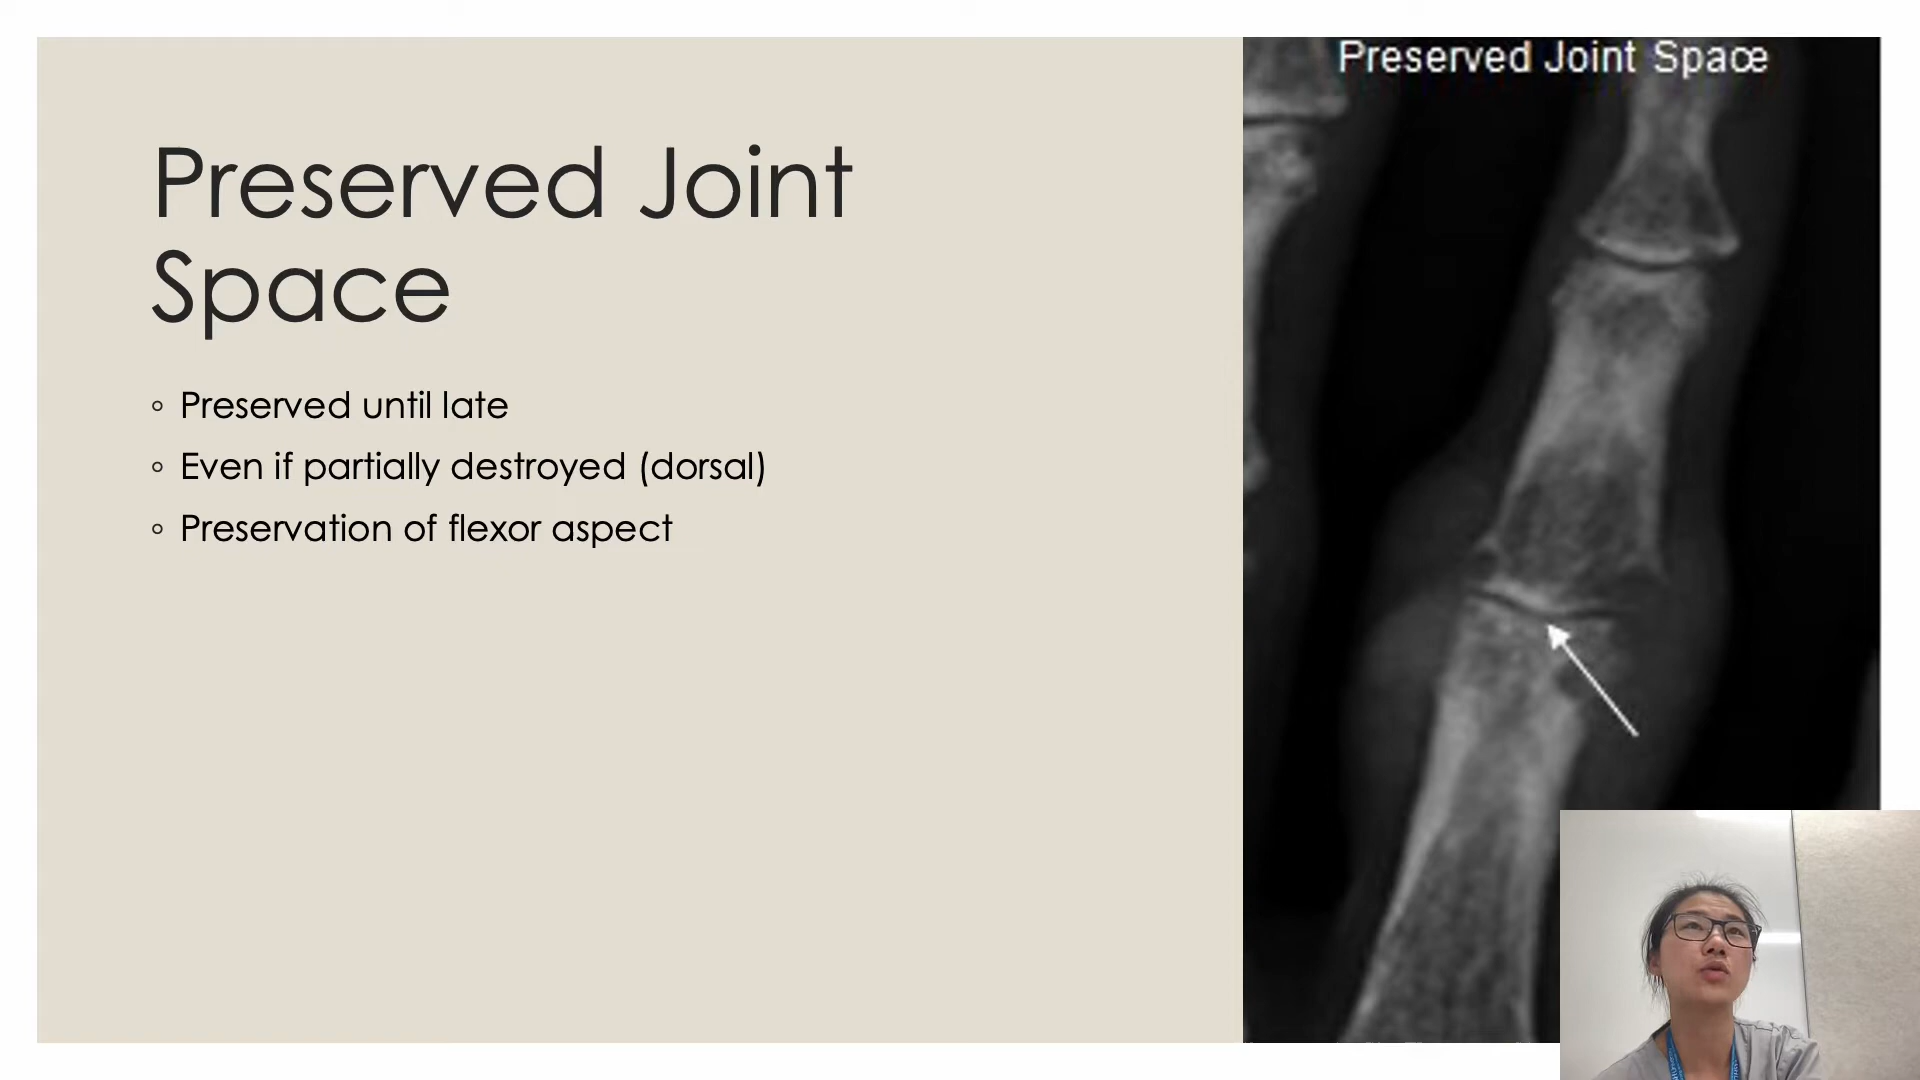 Preserved Joint Space
Preserved Joint
Space
◦ Preserved until late
◦ Even if partially destroyed (dorsal)
◦ Preservation of flexor aspect